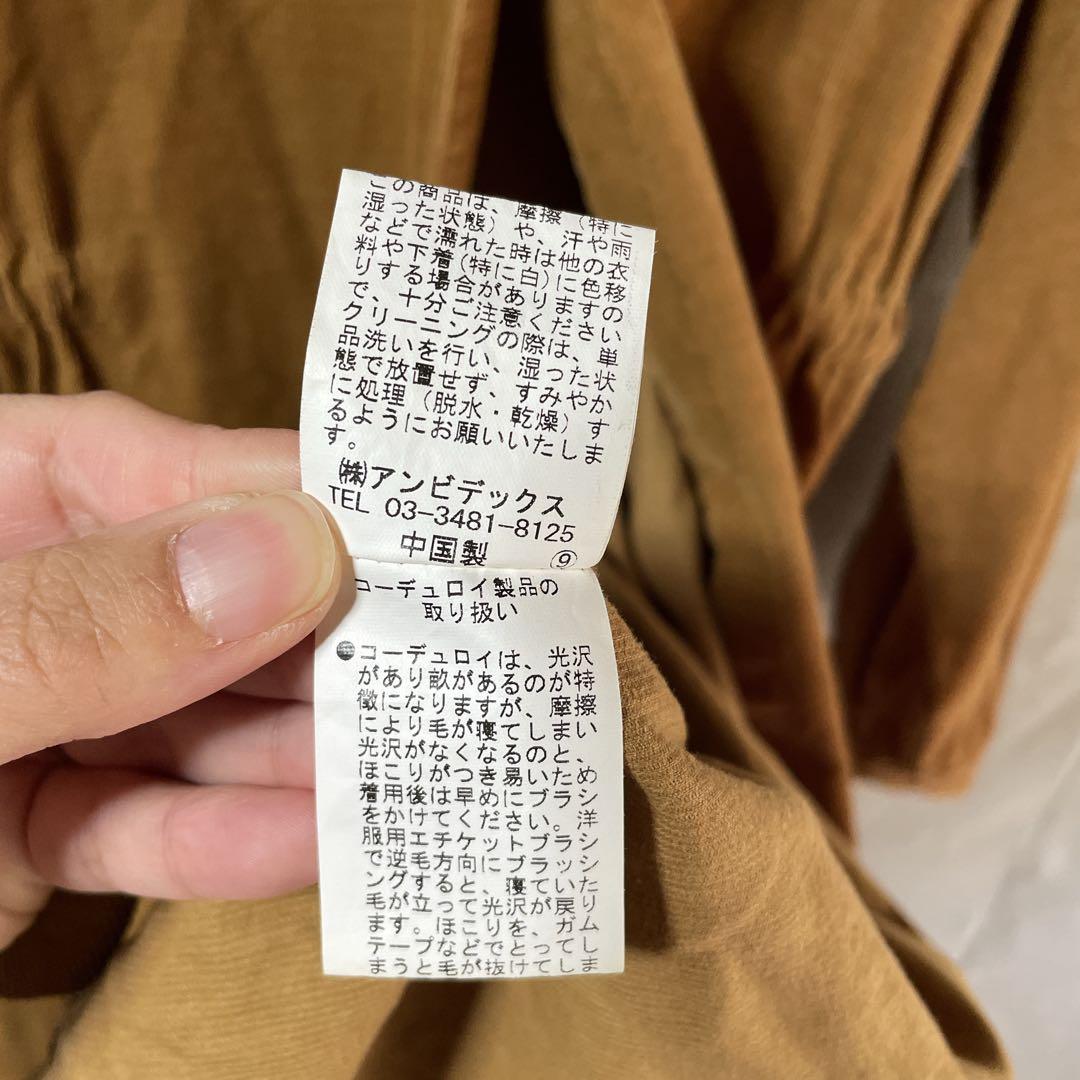 この商品は、摩擦（特に
湿った状態）や、汗や雨
などで濡れた時は他の衣
料や下着(特に白)に色移
りする場合がありますの
で、十分ご注意ください
クリーニングの際は、単
品洗いを行い、湿った状
態で放置せず、すみやか
に処理（脱水・乾燥）す
るようにお願いいたしま
す。
㈱アンビデックス
TEL 03-3481-8125
中国製 ⑨
コーデュロイ製品の
取り扱い
●コーデュロイは、光沢
があり畝があるのが特
徴になりますが、摩擦
により毛が寝てしまい
光沢がなくなるのと、
ほこりがつき易いため
着用後は早めにブラシ
をかけてください。洋
服用エチケットブラシ
で逆毛方向にブラッシ
ングすると、寝ていた
毛が立って光沢が戻り
ます。ほこりを、ガム
テープなどでとってし
まうと毛が抜けてしま